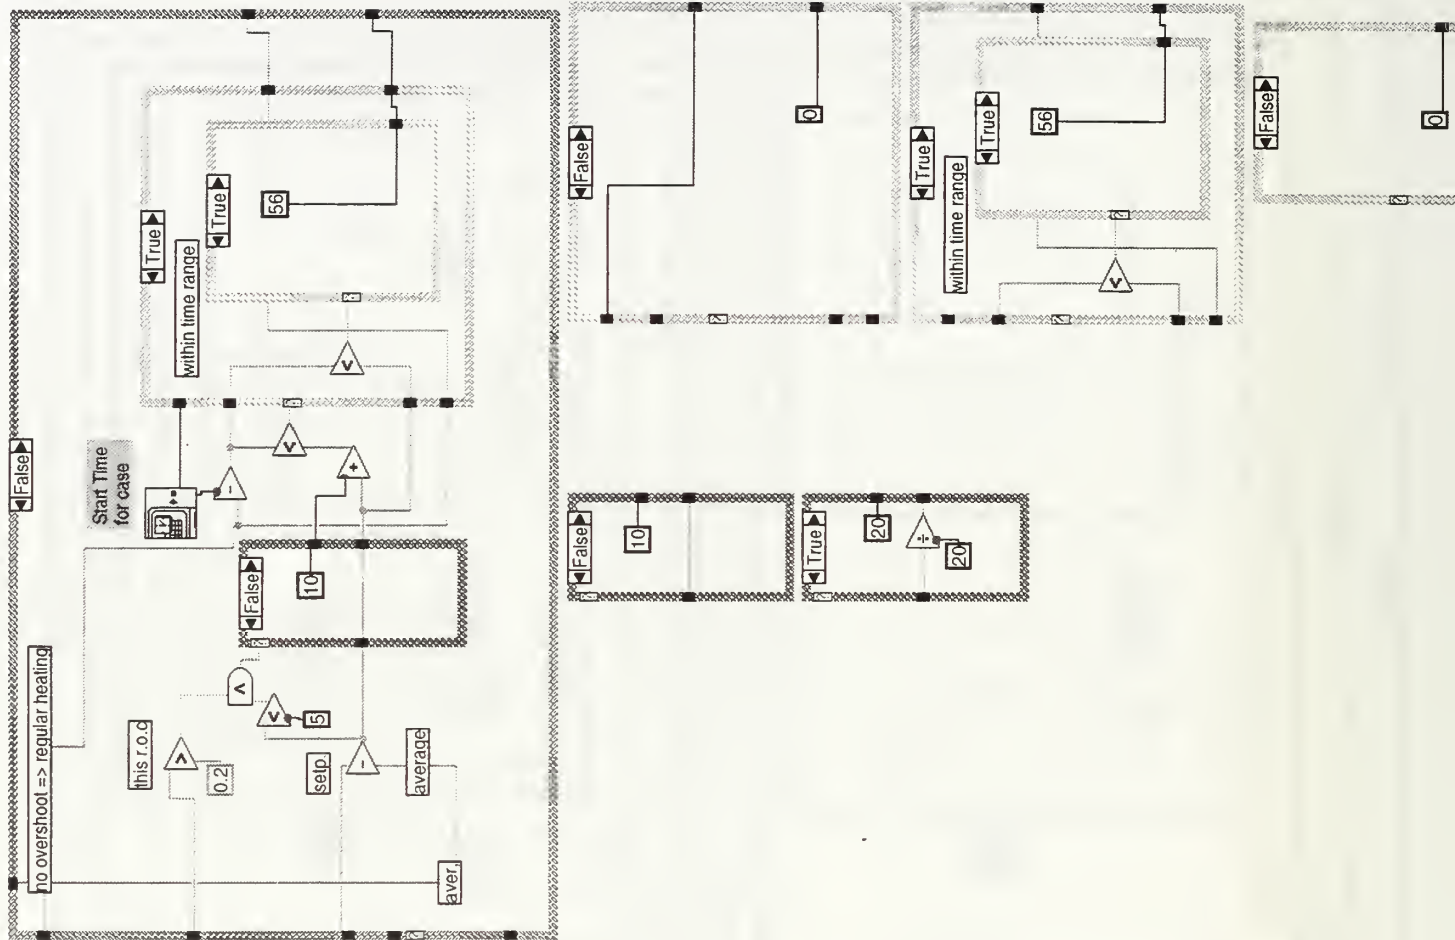 False
no overshoot => regular heating
this r.o.c
0.2
setp.
average
aver.
5
False
10
Start Time
for case
True
within time range
True
56
False
10
True
20
20
False
0
True
within time range
True
56
False
0